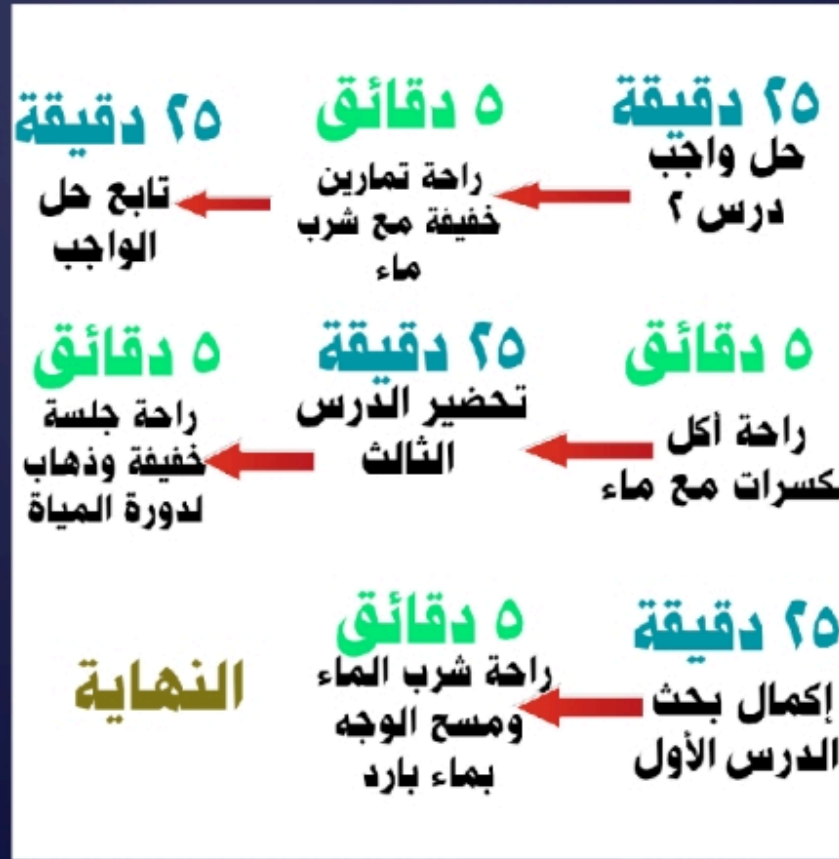 ٢٥ دقيقة
حل واجب
درس ٢
٥ دقائق
راحة تمارين
خفيفة مع شرب
ماء
٢٥ دقيقة
تابع حل
الواجب
٥ دقائق
راحة أكل
مكسرات مع ماء
٢٥ دقيقة
تحضير الدرس
الثالث
٥ دقائق
راحة جلسة
خفيفة وذهاب
لدورة المياة
٢٥ دقيقة
إكمال بحث
الدرس الأول
٥ دقائق
راحة شرب الماء
ومسح الوجه
بماء بارد
النهاية